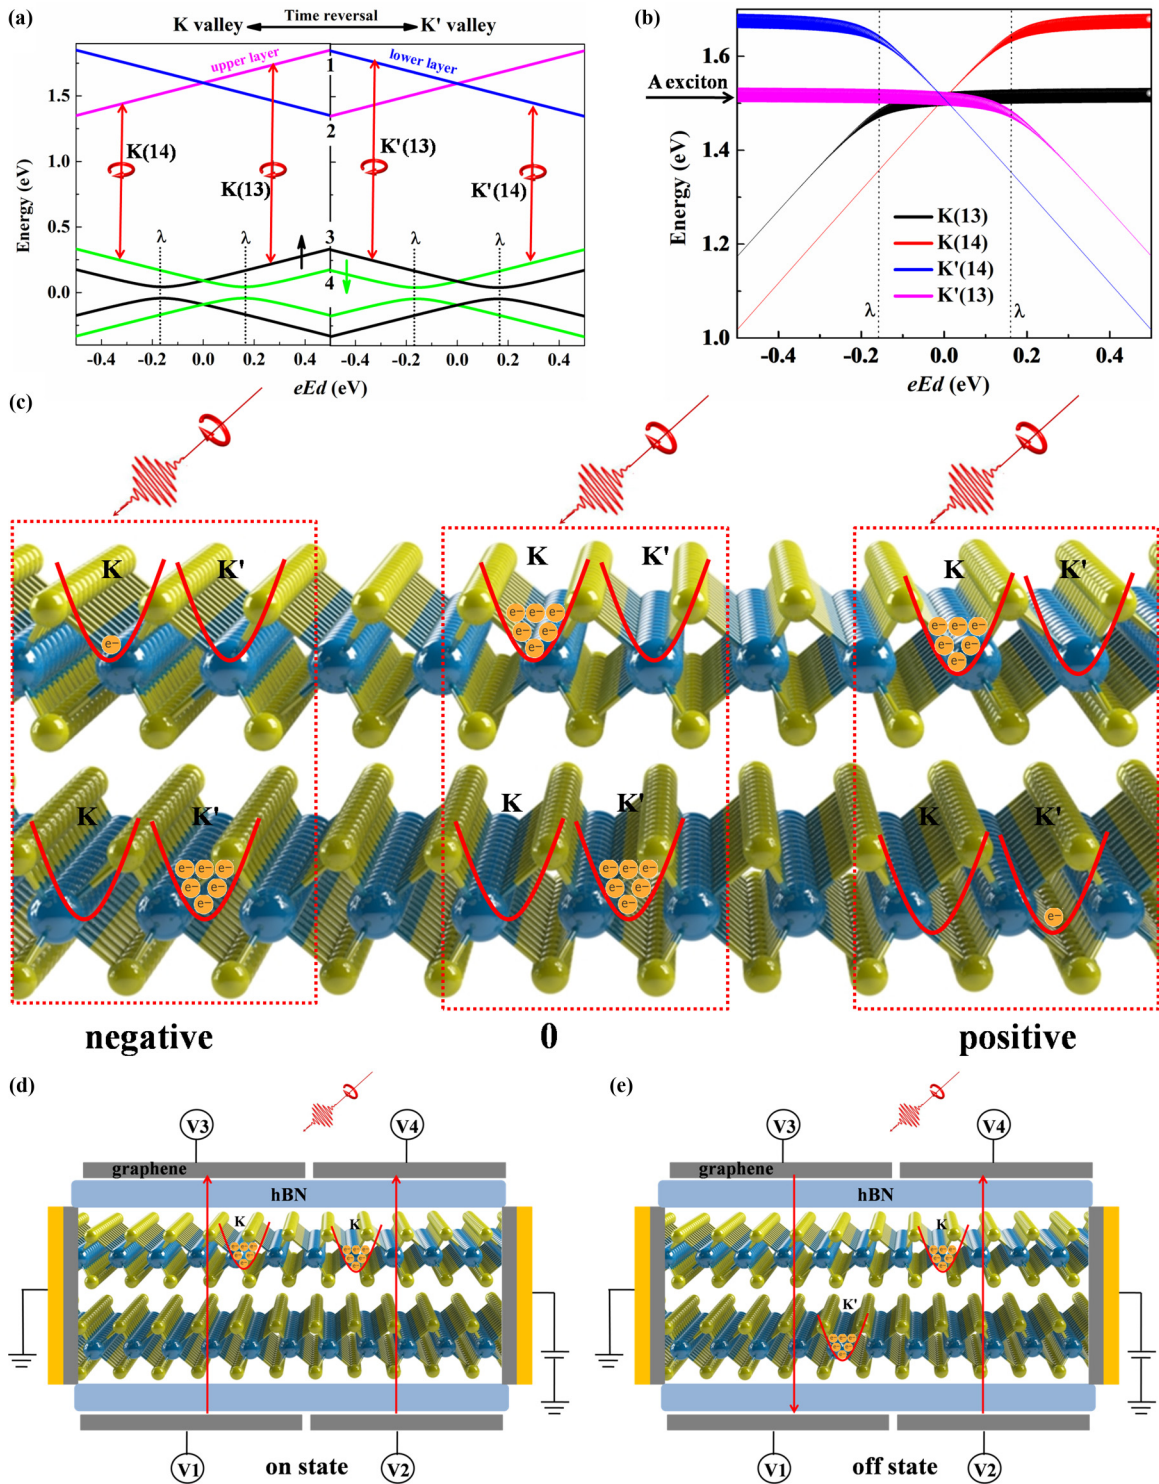 (a)
K valley
Time reversal
K' valley
upper layer
lower layer
1
2
3
4
K(14)
K(13)
K'(13)
K'(14)
λ
λ
λ
λ
1.5
1.0
0.5
0.0
Energy (eV)
-0.4 -0.2 0.0 0.2 0.4 -0.4 -0.2 0.0 0.2 0.4
eEd (eV)
(b)
A exciton
1.6
1.4
1.2
1.0
Energy (eV)
K(13)
K(14)
K'(14)
K'(13)
λ
λ
-0.4 -0.2 0.0 0.2 0.4
eEd (eV)
(c)
K K' K K' K K'
e− e− e− e− e− e− e− e− e− e− e− e− e−
K K' K K' K K'
e− e− e− e− e− e− e− e− e− e− e− e− e−
negative 0 positive
(d)
V3 V4
graphene
hBN
K K
V1 on state V2
(e)
V3 V4
graphene
hBN
K
K'
V1 off state V2